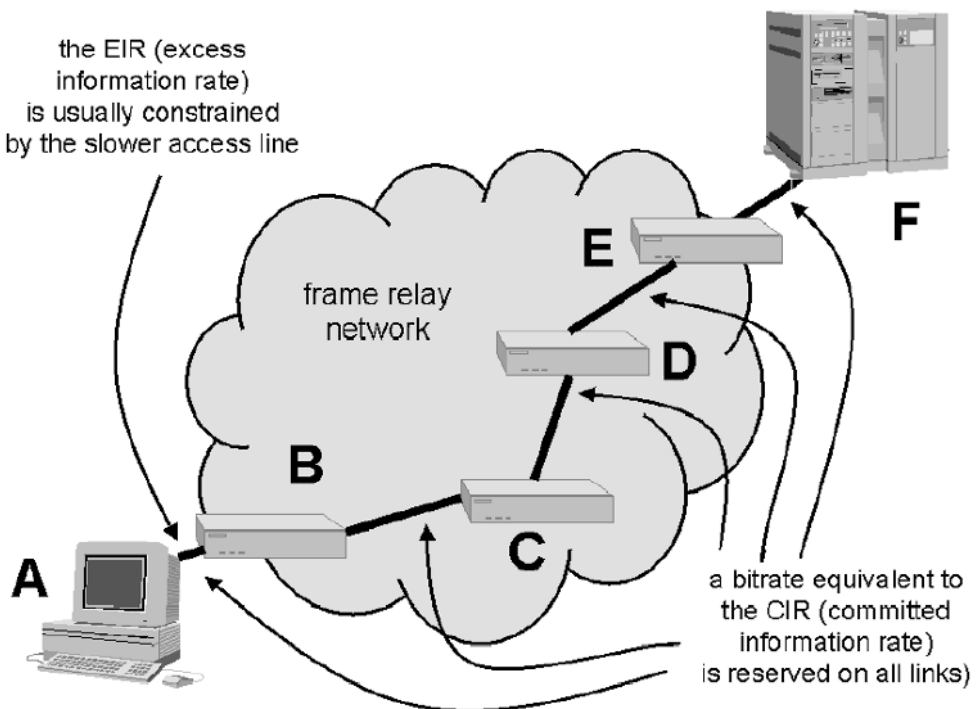 the EIR (excess
information rate)
is usually constrained
by the slower access line
F
E
frame relay
network
D
B
C
A
a bitrate equivalent to
the CIR (committed
information rate)
is reserved on all links)